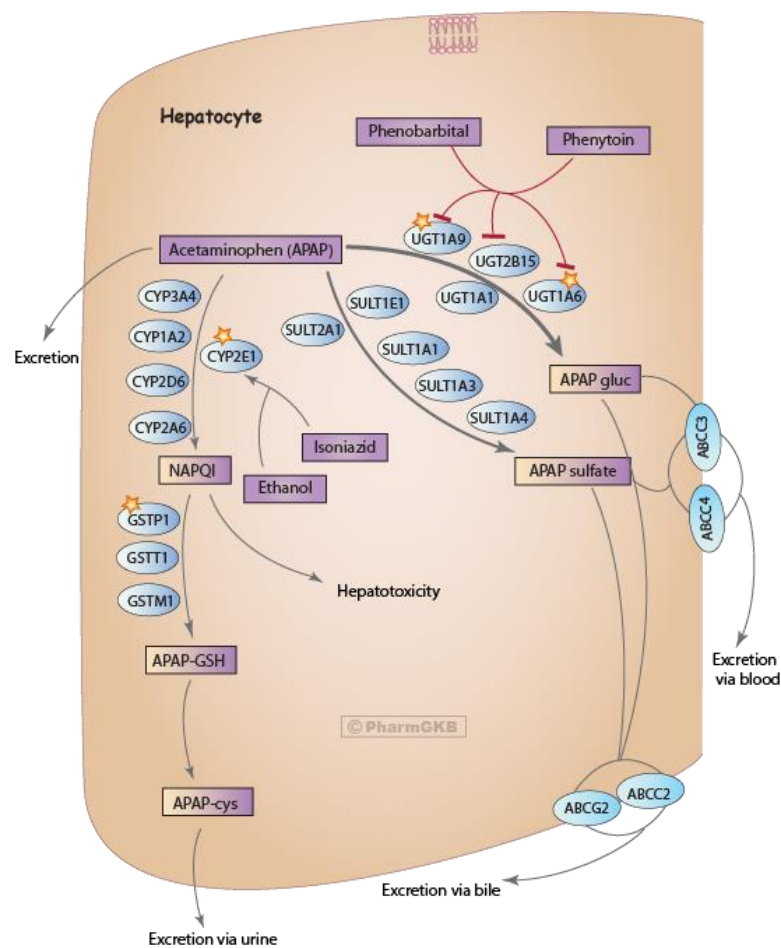 Hepatocyte
Phenobarbital
Phenytoin
UGT1A9
UGT2B15
Acetaminophen (APAP)
UGT1A1
UGT1A6
CYP3A4
SULT1E1
SULT2A1
CYP1A2
CYP2E1
SULT1A1
Excretion
CYP2D6
SULT1A3
APAP gluc
CYP2A6
SULT1A4
ABCC3
Isoniazid
NAPQI
APAP sulfate
Ethanol
ABCC4
GSTP1
GSTT1
Hepatotoxicity
GSTM1
APAP-GSH
Excretion
via blood
© PharmGKB
APAP-cys
ABCG2
ABCC2
Excretion via bile
Excretion via urine